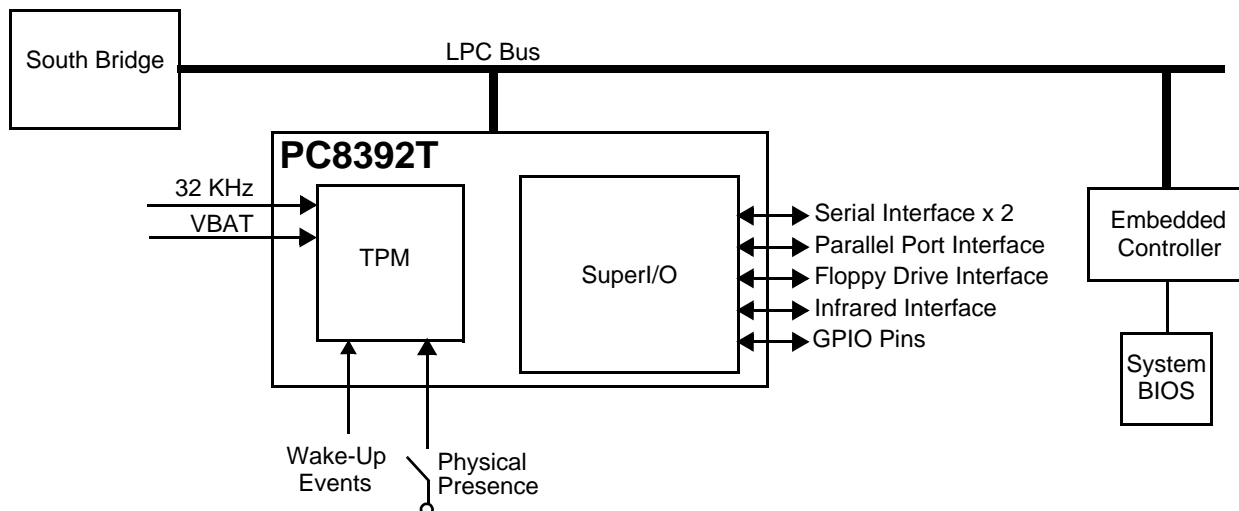 South Bridge
LPC Bus
PC8392T
32 KHz
VBAT
TPM
SuperI/O
Serial Interface x 2
Parallel Port Interface
Floppy Drive Interface
Infrared Interface
GPIO Pins
Embedded
Controller
System
BIOS
Wake-Up
Events
Physical
Presence